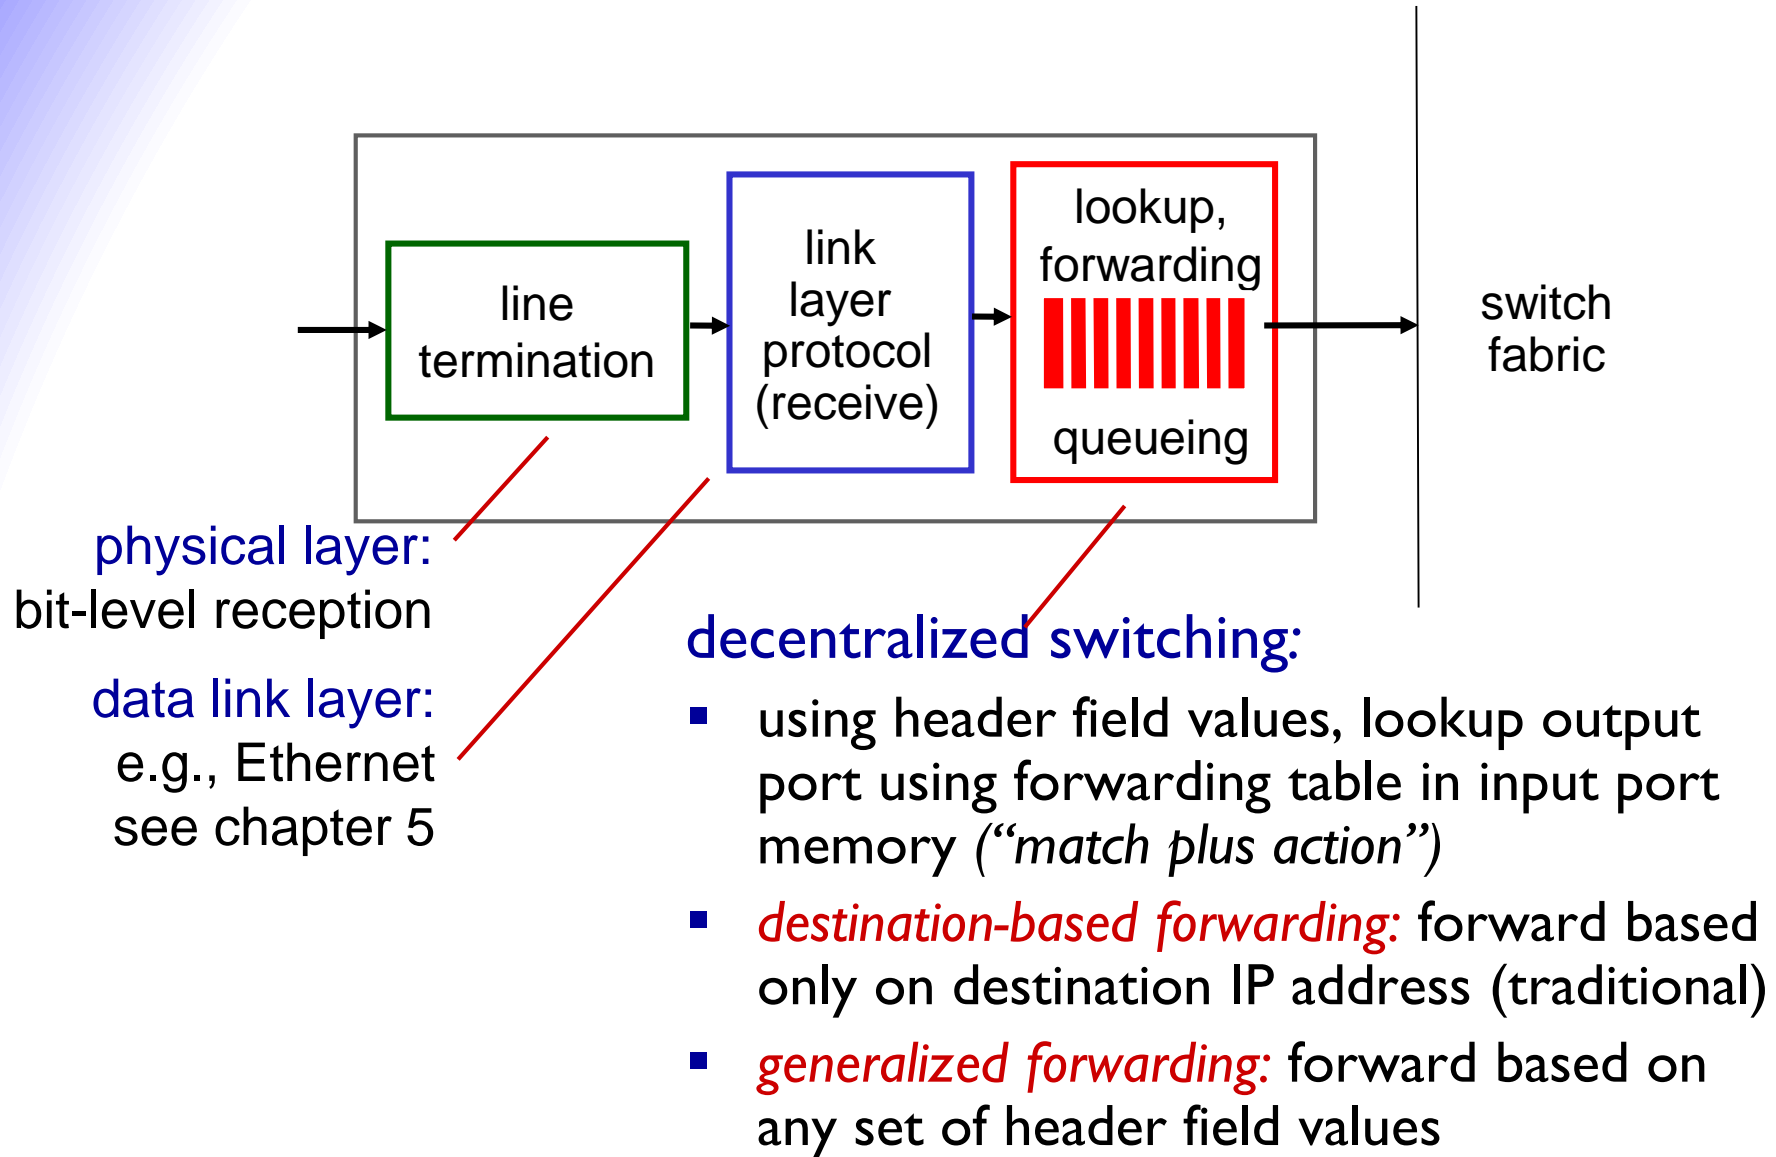 line
termination
link
layer
protocol
(receive)
lookup,
forwarding
queueing
switch
fabric
physical layer:
bit-level reception
data link layer:
e.g., Ethernet
see chapter 5
decentralized switching:
▪ using header field values, lookup output
port using forwarding table in input port
memory (“match plus action”)
▪ destination-based forwarding: forward based
only on destination IP address (traditional)
▪ generalized forwarding: forward based on
any set of header field values